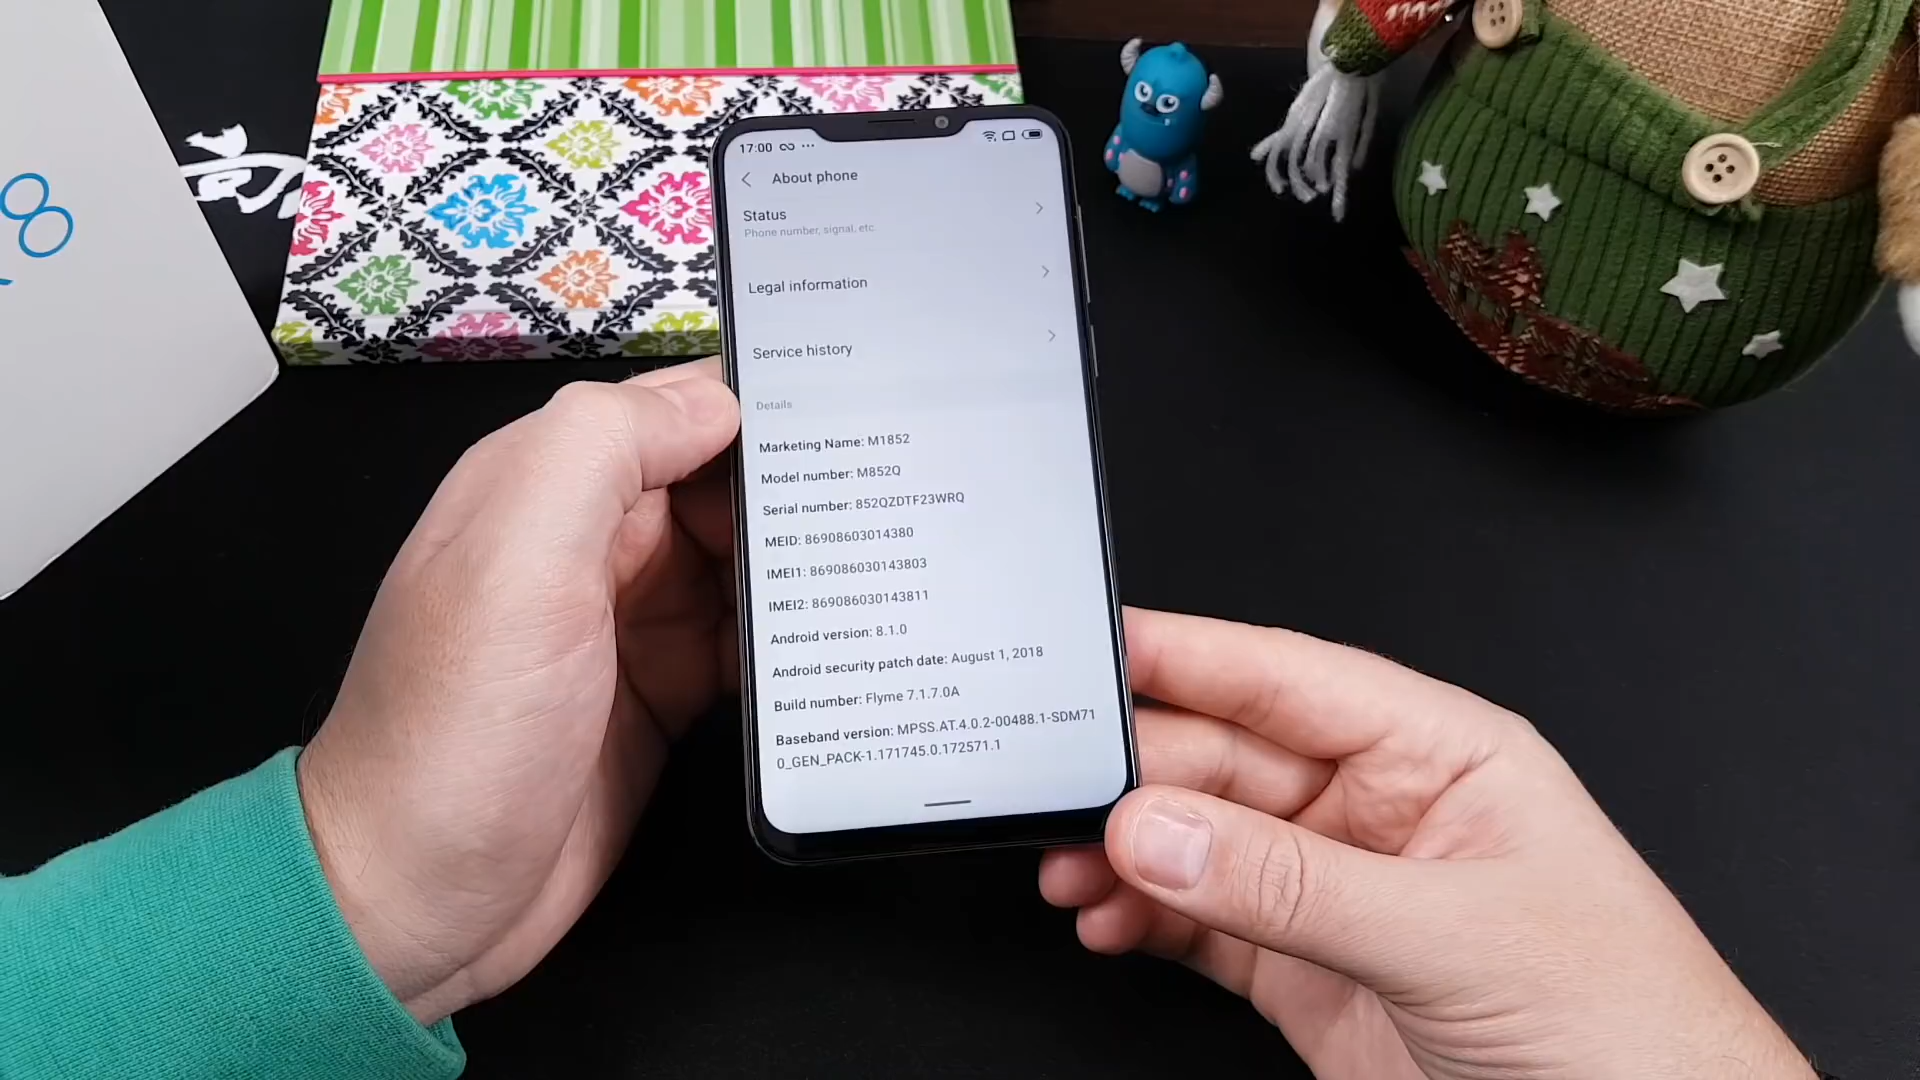 8
17:00
About phone
Status
Phone number, signal, etc
Legal information
Service history
Details
Marketing Name: M1852
Model number: M852Q
Serial number: 852QZDTF23WRQ
MEID: 86908603014380
IMEI1: 869086030143803
IMEI2: 869086030143811
Android version: 8.1.0
Android security patch date: August 1, 2018
Build number: Flyme 7.1.7.0A
Baseband version: MPSS.AT.4.0.2-00488.1-SDM71
0_GEN_PACK-1.171745.0.172571.1